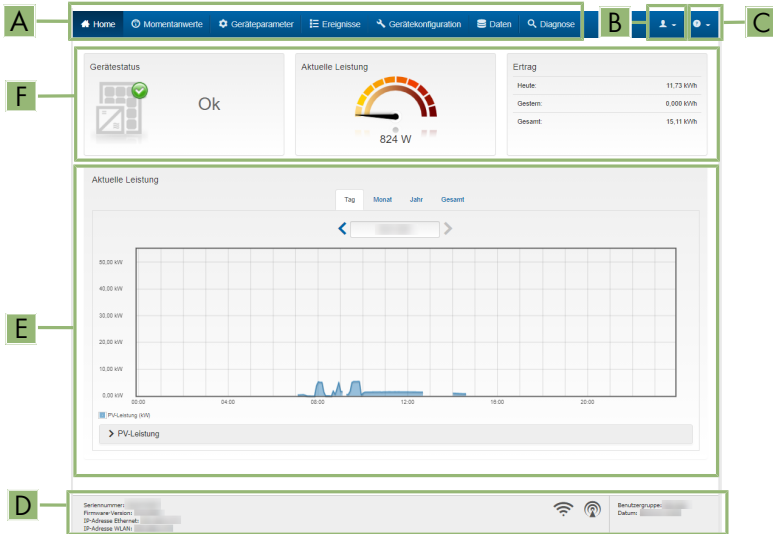 A
Home Momentanwerte Geräteparameter Ereignisse Gerätekonfiguration Daten Diagnose
B
C
F
Gerätestatus
Ok
Aktuelle Leistung
824 W
Ertrag
Heute: 11,73 kWh
Gestern: 0,000 kWh
Gesamt: 15,11 kWh
E
Aktuelle Leistung
Tag Monat Jahr Gesamt
50,00 kW
40,00 kW
30,00 kW
20,00 kW
10,00 kW
0,00 kW
00:00 04:00 08:00 12:00 16:00 20:00
PV-Leistung (kW)
PV-Leistung
D
Seriennummer:
Firmware-Version:
IP-Adresse Ethernet:
IP-Adresse WLAN:
Benutzergruppe:
Datum: